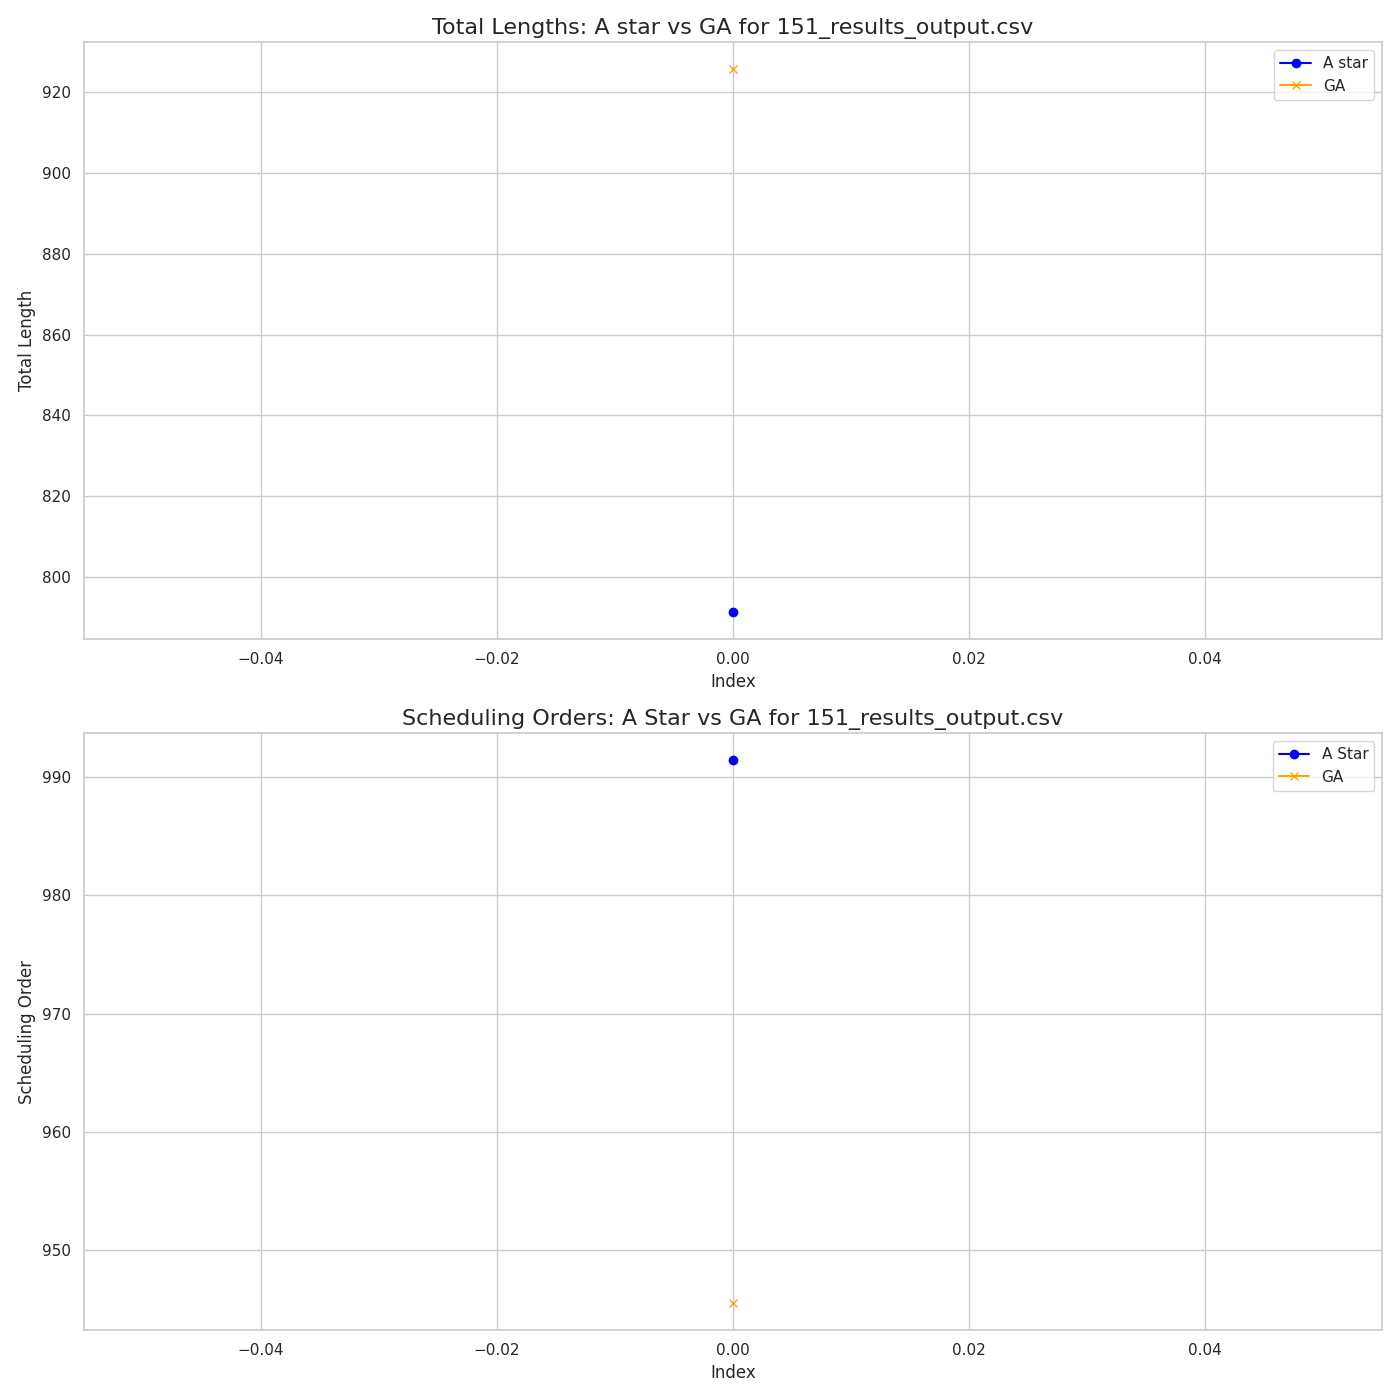 Total Lengths: A star vs GA for 151_results_output.csv
A star
GA
920
900
880
860
840
820
800
Total Length
−0.04
−0.02
0.00
0.02
0.04
Index
Scheduling Orders: A Star vs GA for 151_results_output.csv
A Star
GA
990
980
970
960
950
Scheduling Order
−0.04
−0.02
0.00
0.02
0.04
Index